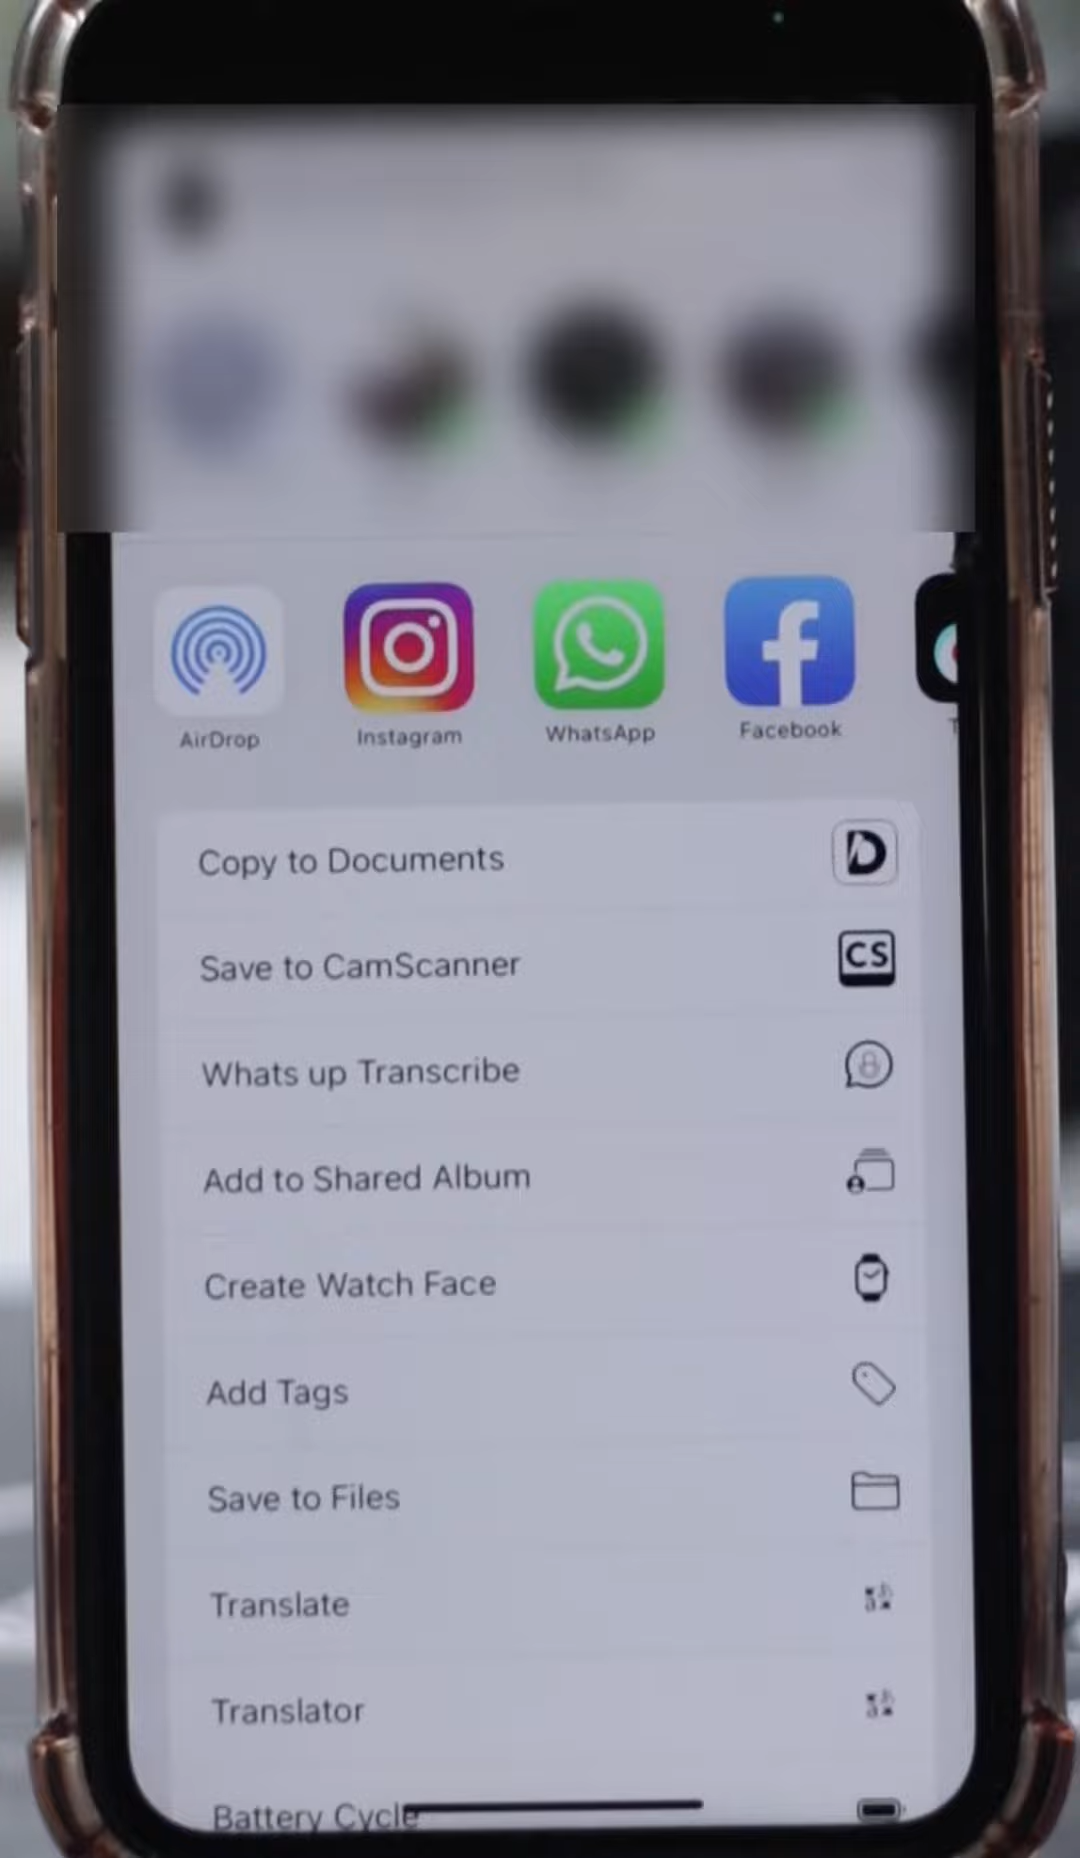 AirDrop
Instagram
WhatsApp
Facebook
Copy to Documents
Save to CamScanner
CS
Whats up Transcribe
Add to Shared Album
Create Watch Face
Add Tags
Save to Files
Translate
Translator
Battery Cycle